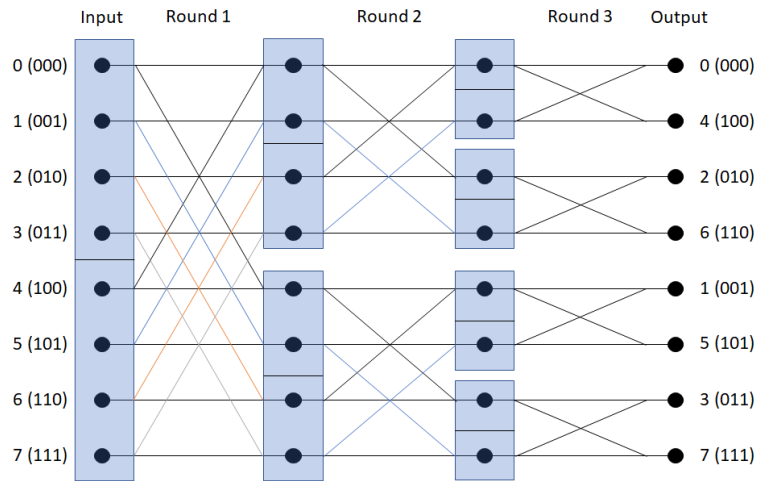 Input Round 1 Round 2 Round 3 Output
0 (000) 0 (000)
1 (001) 4 (100)
2 (010) 2 (010)
3 (011) 6 (110)
4 (100) 1 (001)
5 (101) 5 (101)
6 (110) 3 (011)
7 (111) 7 (111)